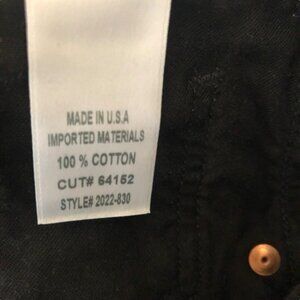 MADE IN U.S.A
IMPORTED MATERIALS
100 % COTTON
CUT# 64152
STYLE# 2022-830